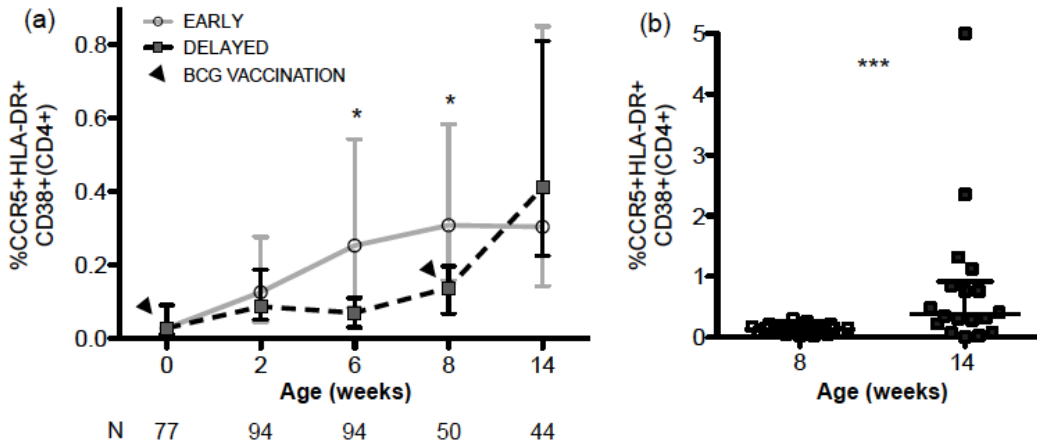 (a)
EARLY
DELAYED
BCG VACCINATION
%CCR5+HLA-DR+
CD38+(CD4+)
0.8
0.6
0.4
0.2
0.0
*
*
0 2 6 8 14
Age (weeks)
N 77 94 94 50 44
(b)
%CCR5+HLA-DR+
CD38+(CD4+)
5
4
3
2
1
0
***
8 14
Age (weeks)